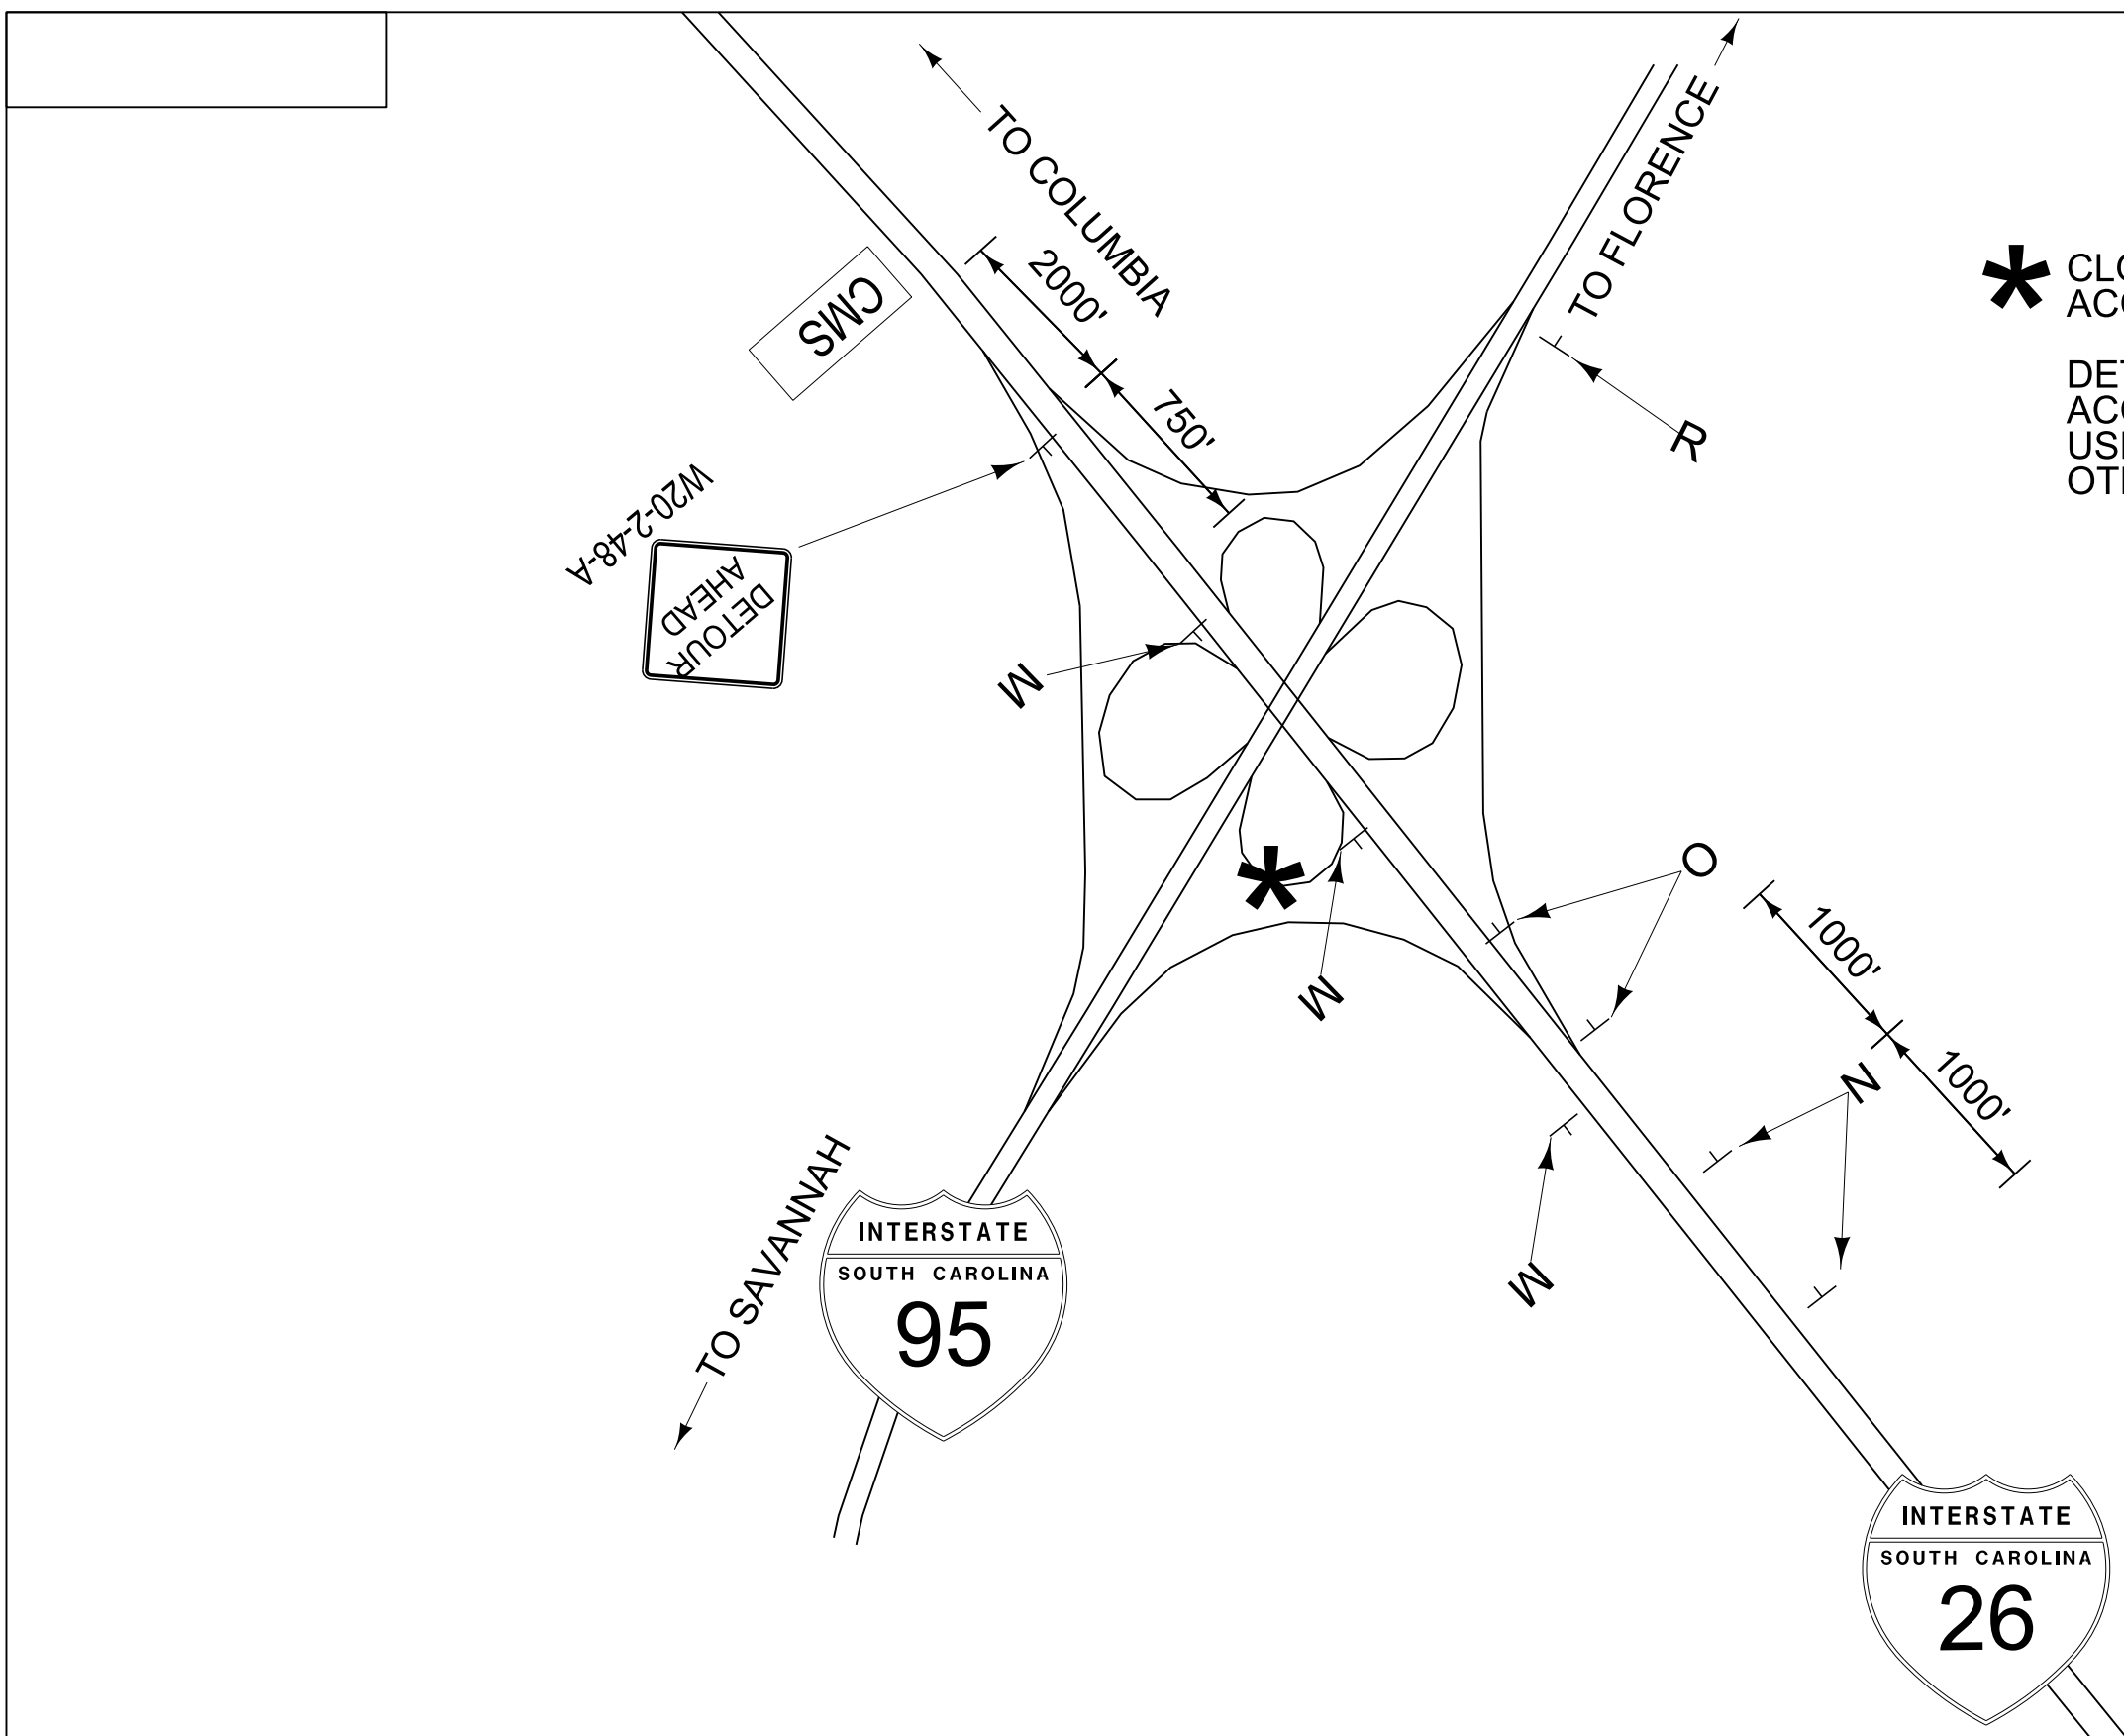 TO COLUMBIA
TO FLORENCE
2000'
CMS
750'
R
W20-2-48-A
DETOUR
AHEAD
M
O
1000'
M
N
1000'
M
TO SAVANNAH
INTERSTATE
SOUTH CAROLINA
95
INTERSTATE
SOUTH CAROLINA
26
*
*